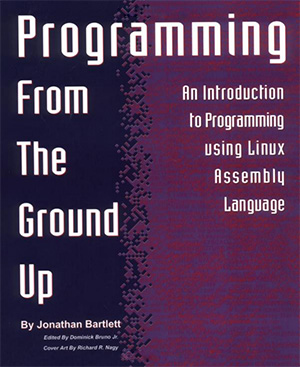 Programming
From
The
Ground
Up
An Introduction
to Programming
using Linux
Assembly
Language
By Jonathan Bartlett
Edited By Dominick Bruno Jr.
Cover Art By Richard R. Nagy